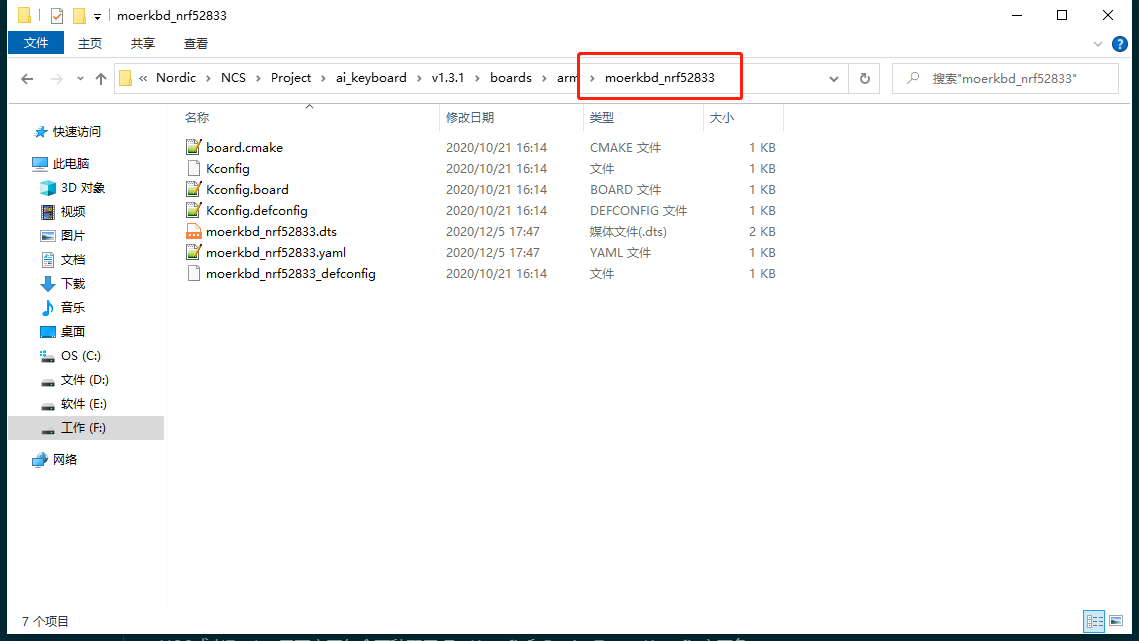 moerkbd_nrf52833
文件 主页 共享 查看
« Nordic › NCS › Project › ai_keyboard › v1.3.1 › boards › arm › moerkbd_nrf52833
搜索"moerkbd_nrf52833"
名称 修改日期 类型 大小
快速访问
此电脑
3D 对象
视频
图片
文档
下载
音乐
桌面
OS (C:)
文件 (D:)
软件 (E:)
工作 (F:)
网络
board.cmake 2020/10/21 16:14 CMAKE 文件 1 KB
Kconfig 2020/10/21 16:14 文件 1 KB
Kconfig.board 2020/10/21 16:14 BOARD 文件 1 KB
Kconfig.defconfig 2020/10/21 16:14 DEFCONFIG 文件 1 KB
moerkbd_nrf52833.dts 2020/12/5 17:47 媒体文件(.dts) 2 KB
moerkbd_nrf52833.yaml 2020/12/5 17:47 YAML 文件 1 KB
moerkbd_nrf52833_defconfig 2020/10/21 16:14 文件 1 KB
7 个项目